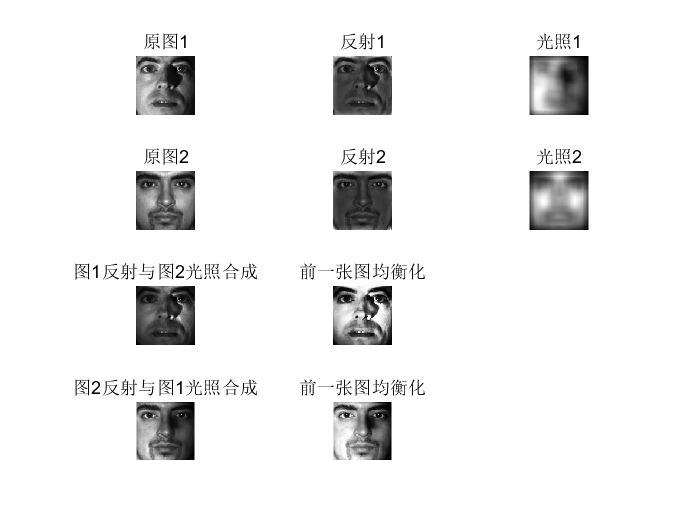 原图1
反射1
光照1
原图2
反射2
光照2
图1反射与图2光照合成
前一张图均衡化
图2反射与图1光照合成
前一张图均衡化